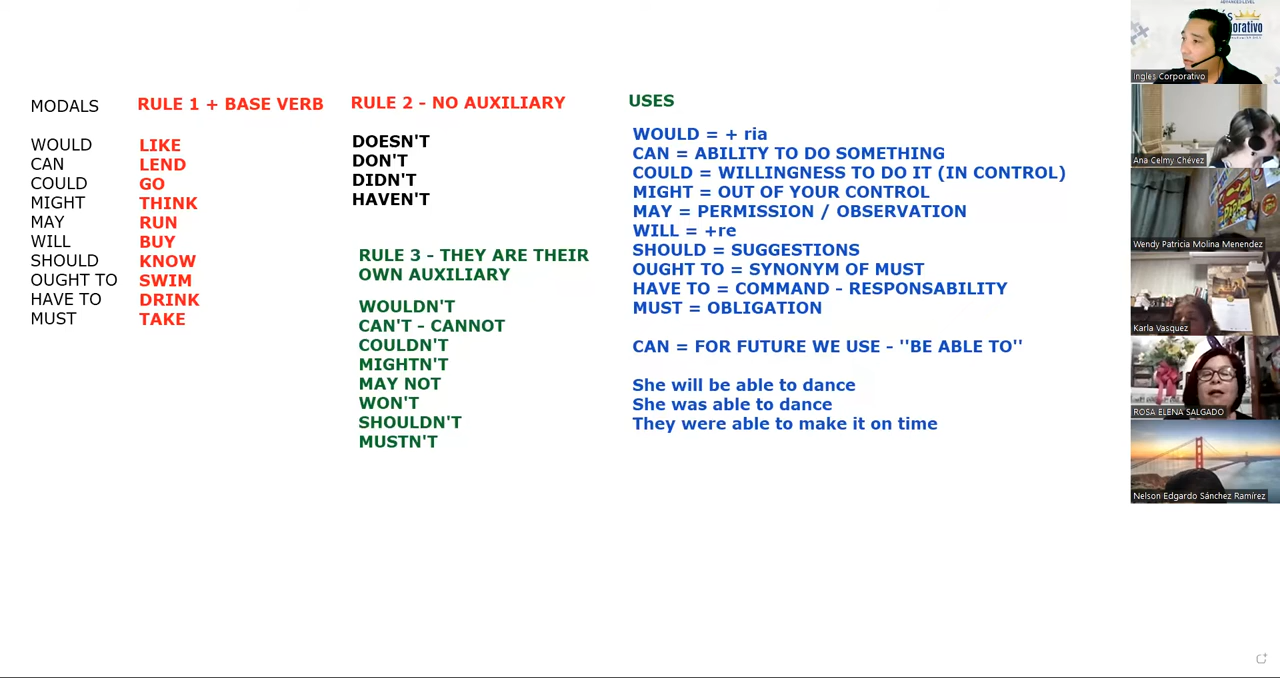 MODALS
WOULD
CAN
COULD
MIGHT
MAY
WILL
SHOULD
OUGHT TO
HAVE TO
MUST
RULE 1 + BASE VERB
LIKE
LEND
GO
THINK
RUN
BUY
KNOW
SWIM
DRINK
TAKE
RULE 2 - NO AUXILIARY
DOESN'T
DON'T
DIDN'T
HAVEN'T
RULE 3 - THEY ARE THEIR
OWN AUXILIARY
WOULDN'T
CAN'T - CANNOT
COULDN'T
MIGHTN'T
MAY NOT
WON'T
SHOULDN'T
MUSTN'T
USES
WOULD = + ria
CAN = ABILITY TO DO SOMETHING
COULD = WILLINGNESS TO DO IT (IN CONTROL)
MIGHT = OUT OF YOUR CONTROL
MAY = PERMISSION / OBSERVATION
WILL = +re
SHOULD = SUGGESTIONS
OUGHT TO = SYNONYM OF MUST
HAVE TO = COMMAND - RESPONSABILITY
MUST = OBLIGATION
CAN = FOR FUTURE WE USE - ''BE ABLE TO''
She will be able to dance
She was able to dance
They were able to make it on time
Ingles Corporativo
Ana Celmy Chévez
Wendy Patricia Molina Menendez
Karla Vasquez
ROSA ELENA SALGADO
Nelson Edgardo Sánchez Ramírez